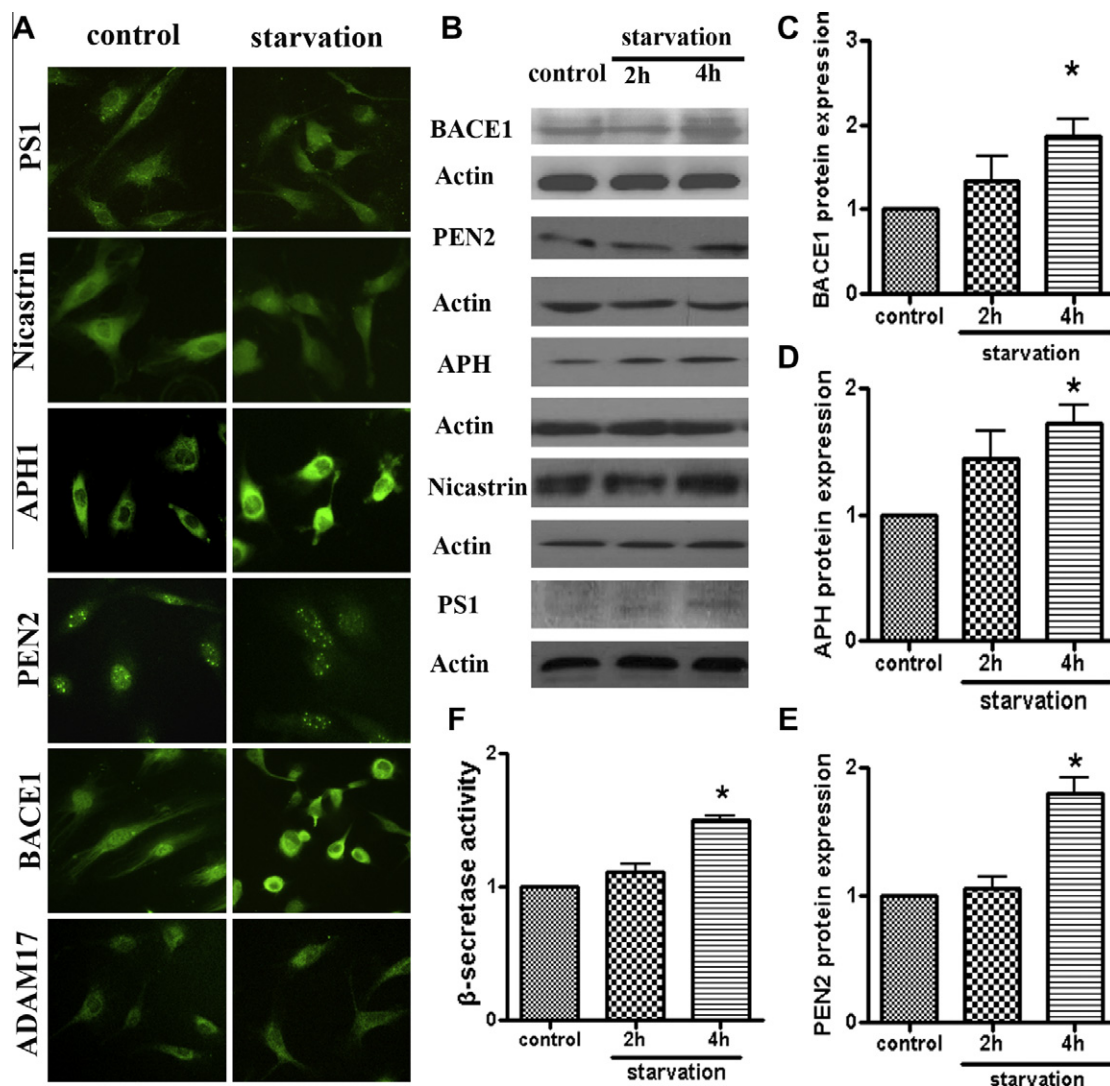 A
control
starvation
PS1
Nicastrin
APH1
PEN2
BACE1
ADAM17
B
starvation
control
2h
4h
BACE1
Actin
PEN2
Actin
APH
Actin
Nicastrin
Actin
PS1
Actin
C
BACE1 protein expression
3
2
1
0
*
control
2h
4h
starvation
D
APH protein expression
2
1
0
*
control
2h
4h
starvation
F
β-secretase activity
2
1
0
*
control
2h
4h
starvation
E
PEN2 protein expression
2
1
0
*
control
2h
4h
starvation